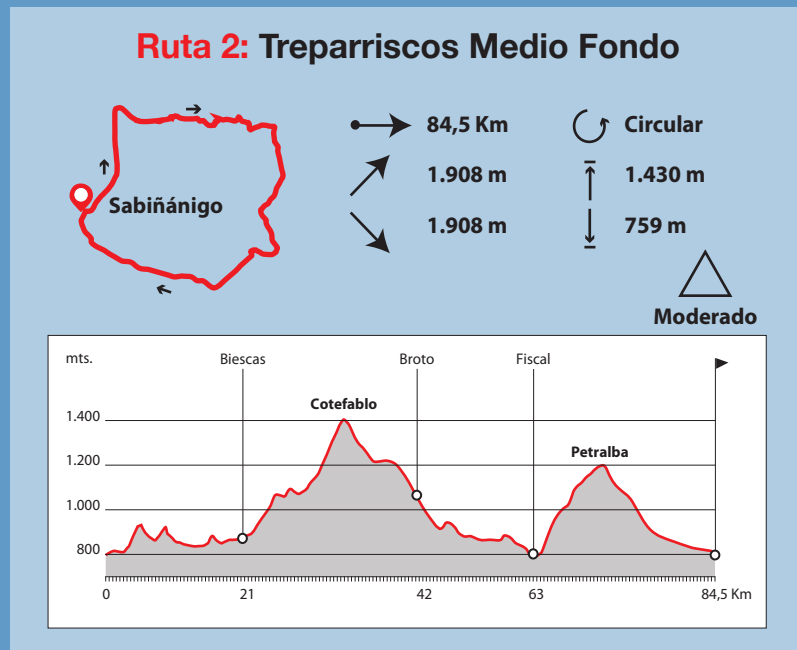 Ruta 2: Treparriscos Medio Fondo
84,5 Km
Circular
1.908 m
1.430 m
1.908 m
759 m
Sabiñánigo
Moderado
mts.
Biescas
Broto
Fiscal
Cotefablo
Petralba
1.400
1.200
1.000
800
0
21
42
63
84,5 Km